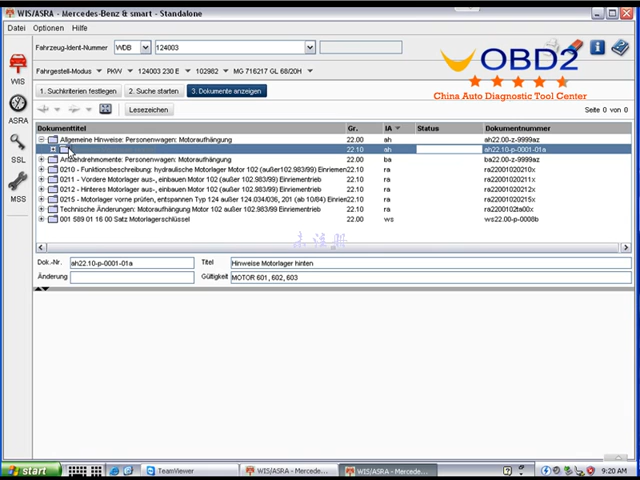 WIS/ASRA - Mercedes-Benz & smart - Standalone
Datei Optionen Hilfe
Fahrzeug-Ident-Nummer WDB 124003
Fahrgestell-Modus PKW 124003 230 E 102982 MG 716217 GL 68/20H
OBD2
China Auto Diagnostic Tool Center
WIS
ASRA
SSL
MSS
1. Suchkriterien festlegen 2. Suche starten 3. Dokumente anzeigen
Lesezeichen Seite 0 von 0
Dokumenttitel Gr. IA Status Dokumentnummer
Allgemeine Hinweise: Personenwagen: Motoraufhängung 22.00 ah ah22.00-z-9999az
22.10 ah ah22.10-p-0001-01a
Anziehdrehmomente: Personenwagen: Motoraufhängung 22.00 ba ba22.00-z-9999az
0210 - Funktionsbeschreibung: hydraulische Motorlager Motor 102 (außer102.983/99) Einriemen 22.10 ra ra22001020210x
0211 - Vordere Motorlager aus-, einbauen Motor 102 (außer 102.983/99) Einriementrieb 22.10 ra ra22001020211x
0212 - Hinteres Motorlager aus-, einbauen Motor 102 (außer 102.983/99) Einriementrieb 22.10 ra ra22001020212x
0215 - Motorlager vorne prüfen, entspannen Typ 124 außer 124.034/036, 201 (ab 10/84) Einriemen 22.10 ra ra22001020215x
Technische Änderungen: Motoraufhängung Motor 102 (außer 102.983/99) Einriementrieb 22.10 ra ra2200102ta00x
001 589 01 16 00 Satz Motorlagerschlüssel 22.00 ws ws22.00-p-0008b
未注册
Dok.-Nr. ah22.10-p-0001-01a Titel Hinweise Motorlager hinten
Änderung Gültigkeit MOTOR 601, 602, 603
start TeamViewer WIS/ASRA - Mercede... WIS/ASRA - Mercede... 9:20 AM